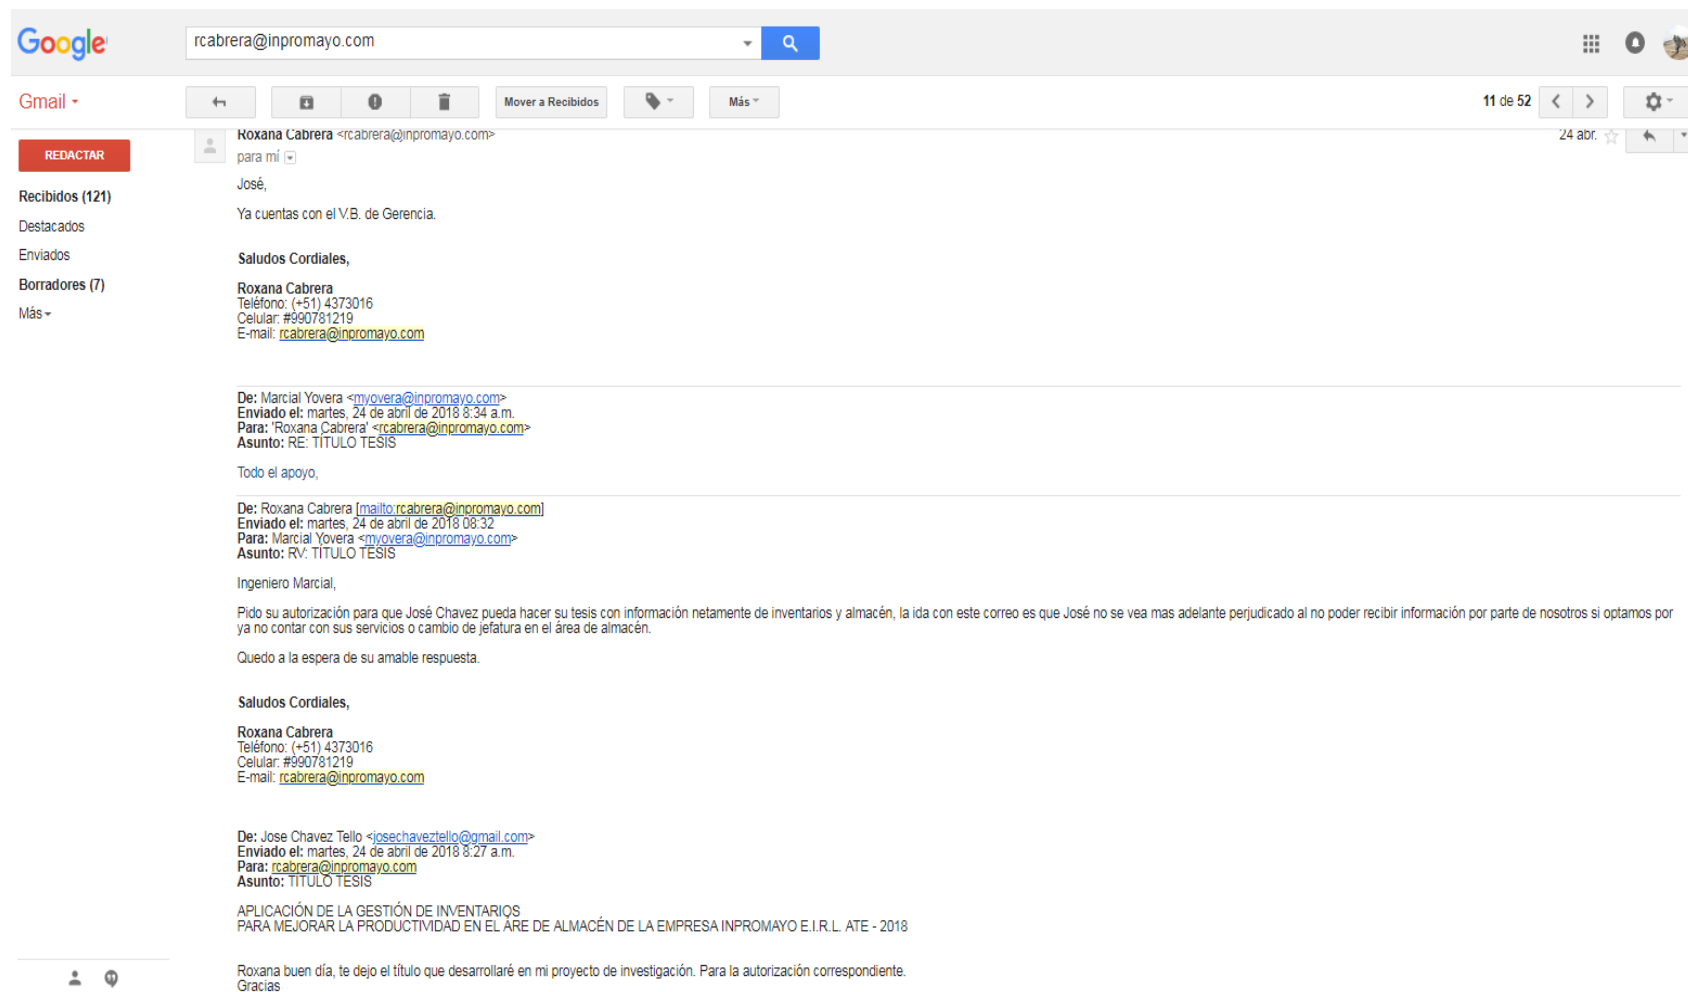 Google
rcabrera@inpromayo.com
Gmail
Mover a Recibidos
Más
11 de 52
REDACTAR
Recibidos (121)
Destacados
Enviados
Borradores (7)
Más
Roxana Cabrera <rcabrera@inpromayo.com>
24 abr.
para mí
José,
Ya cuentas con el V.B. de Gerencia.
Saludos Cordiales,
Roxana Cabrera
Teléfono: (+51) 4373016
Celular: #990781219
E-mail: rcabrera@inpromayo.com
De: Marcial Yovera <myovera@inpromayo.com>
Enviado el: martes, 24 de abril de 2018 8:34 a.m.
Para: 'Roxana Cabrera' <rcabrera@inpromayo.com>
Asunto: RE: TÍTULO TESIS
Todo el apoyo,
De: Roxana Cabrera [mailto:rcabrera@inpromayo.com]
Enviado el: martes, 24 de abril de 2018 08:32
Para: Marcial Yovera <myovera@inpromayo.com>
Asunto: RV: TÍTULO TESIS
Ingeniero Marcial,
Pido su autorización para que José Chavez pueda hacer su tesis con información netamente de inventarios y almacén, la ida con este correo es que José no se vea mas adelante perjudicado al no poder recibir información por parte de nosotros si optamos por
ya no contar con sus servicios o cambio de jefatura en el área de almacén.
Quedo a la espera de su amable respuesta.
Saludos Cordiales,
Roxana Cabrera
Teléfono: (+51) 4373016
Celular: #990781219
E-mail: rcabrera@inpromayo.com
De: Jose Chavez Tello <josechaveztello@gmail.com>
Enviado el: martes, 24 de abril de 2018 8:27 a.m.
Para: rcabrera@inpromayo.com
Asunto: TÍTULO TESIS
APLICACIÓN DE LA GESTIÓN DE INVENTARIOS
PARA MEJORAR LA PRODUCTIVIDAD EN EL ÁRE DE ALMACÉN DE LA EMPRESA INPROMAYO E.I.R.L. ATE - 2018
Roxana buen día, te dejo el título que desarrollaré en mi proyecto de investigación. Para la autorización correspondiente.
Gracias